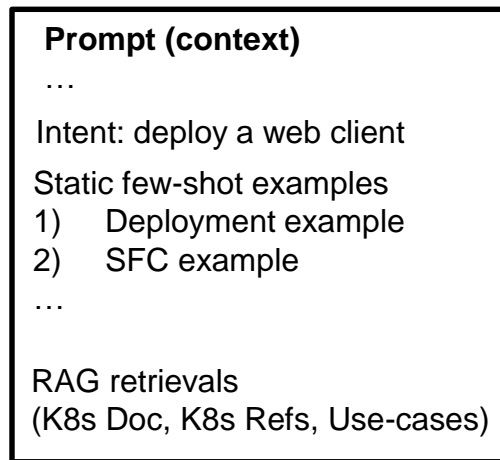 Prompt (context)
…
Intent: deploy a web client
Static few-shot examples
1) Deployment example
2) SFC example
…
RAG retrievals
(K8s Doc, K8s Refs, Use-cases)